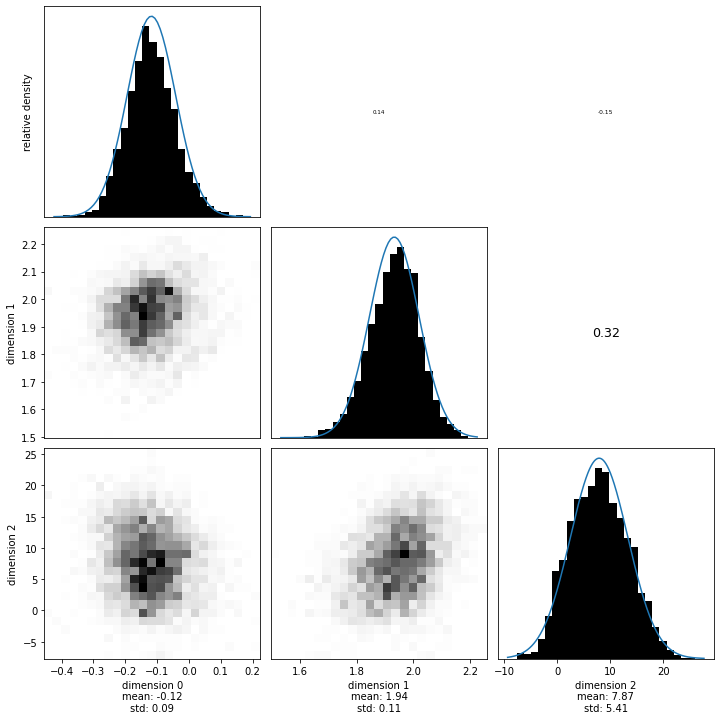 relative density
0.14
-0.15
2.2
2.1
2.0
1.9
1.8
1.7
1.6
1.5
dimension 1
0.32
25
20
15
10
5
0
−5
dimension 2
−0.4 −0.3 −0.2 −0.1 0.0 0.1 0.2
dimension 0
mean: -0.12
std: 0.09
1.6 1.8 2.0 2.2
dimension 1
mean: 1.94
std: 0.11
−10 0 10 20
dimension 2
mean: 7.87
std: 5.41